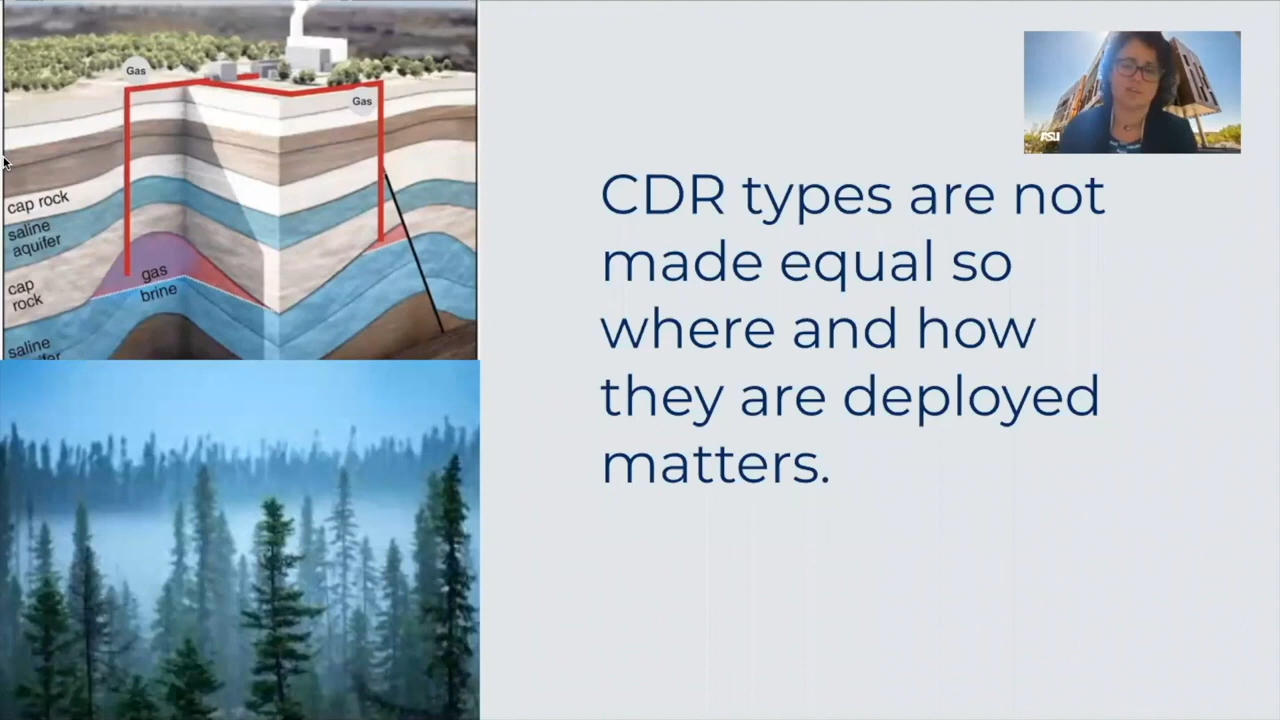 Gas
Gas
cap rock
saline
aquifer
cap
rock
gas
brine
saline
ASU
CDR types are not
made equal so
where and how
they are deployed
matters.